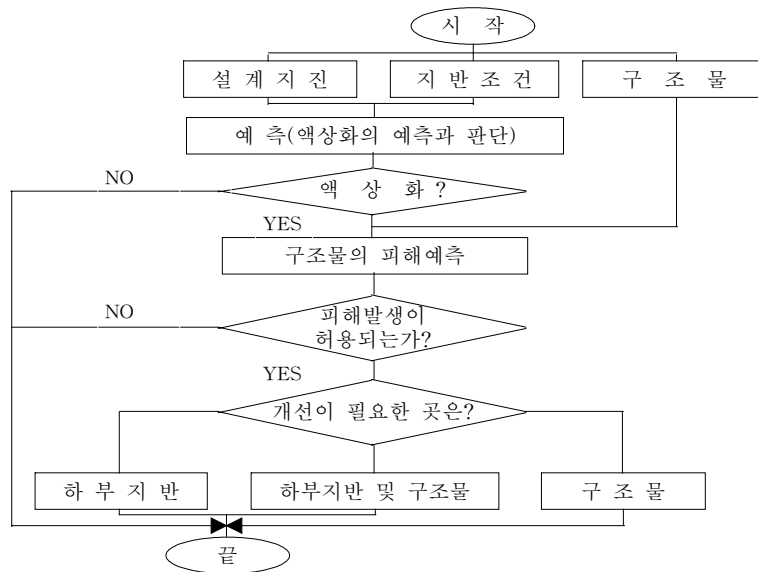 시 작
설 계 지 진
지 반 조 건
구 조 물
예 측(액상화의 예측과 판단)
NO
액 상 화 ?
YES
구조물의 피해예측
NO
피해발생이
허용되는가?
YES
개선이 필요한 곳은?
하 부 지 반
하부지반 및 구조물
구 조 물
끝